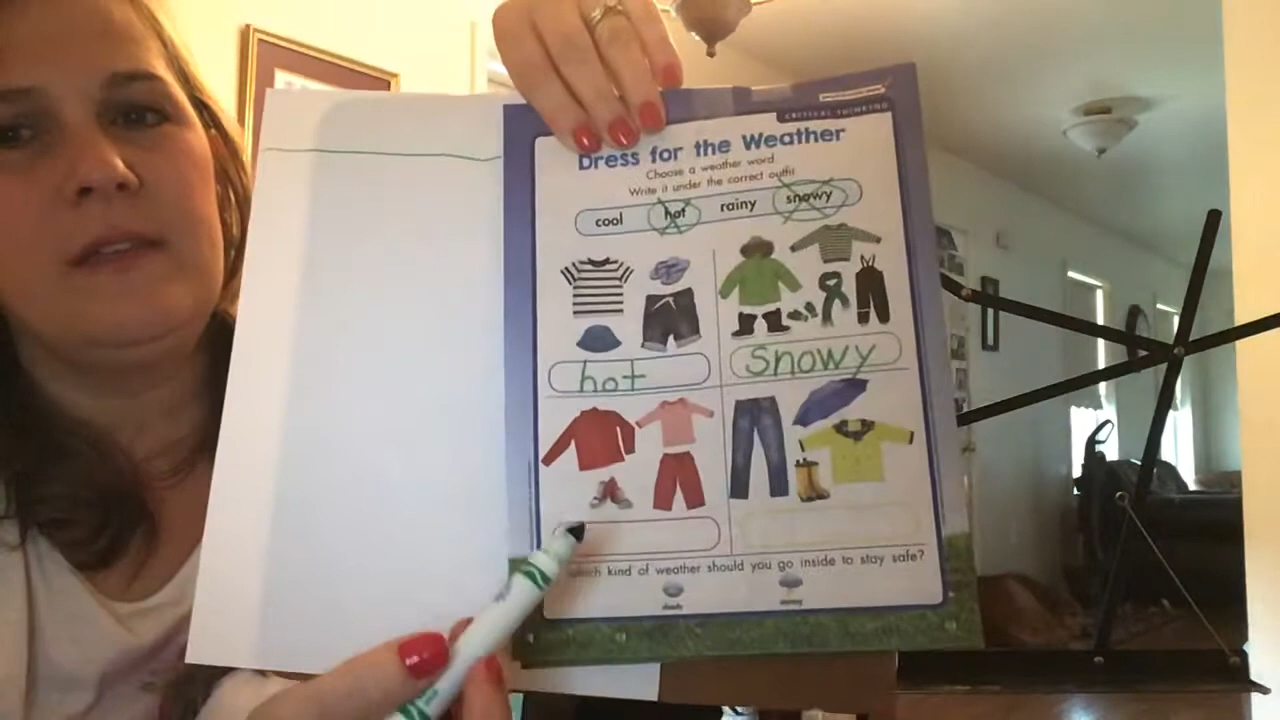 CRITICAL THINKING
Dress for the Weather
Choose a weather word
Write it under the correct outfit
cool hot rainy snowy
hot snowy
which kind of weather should you go inside to stay safe?